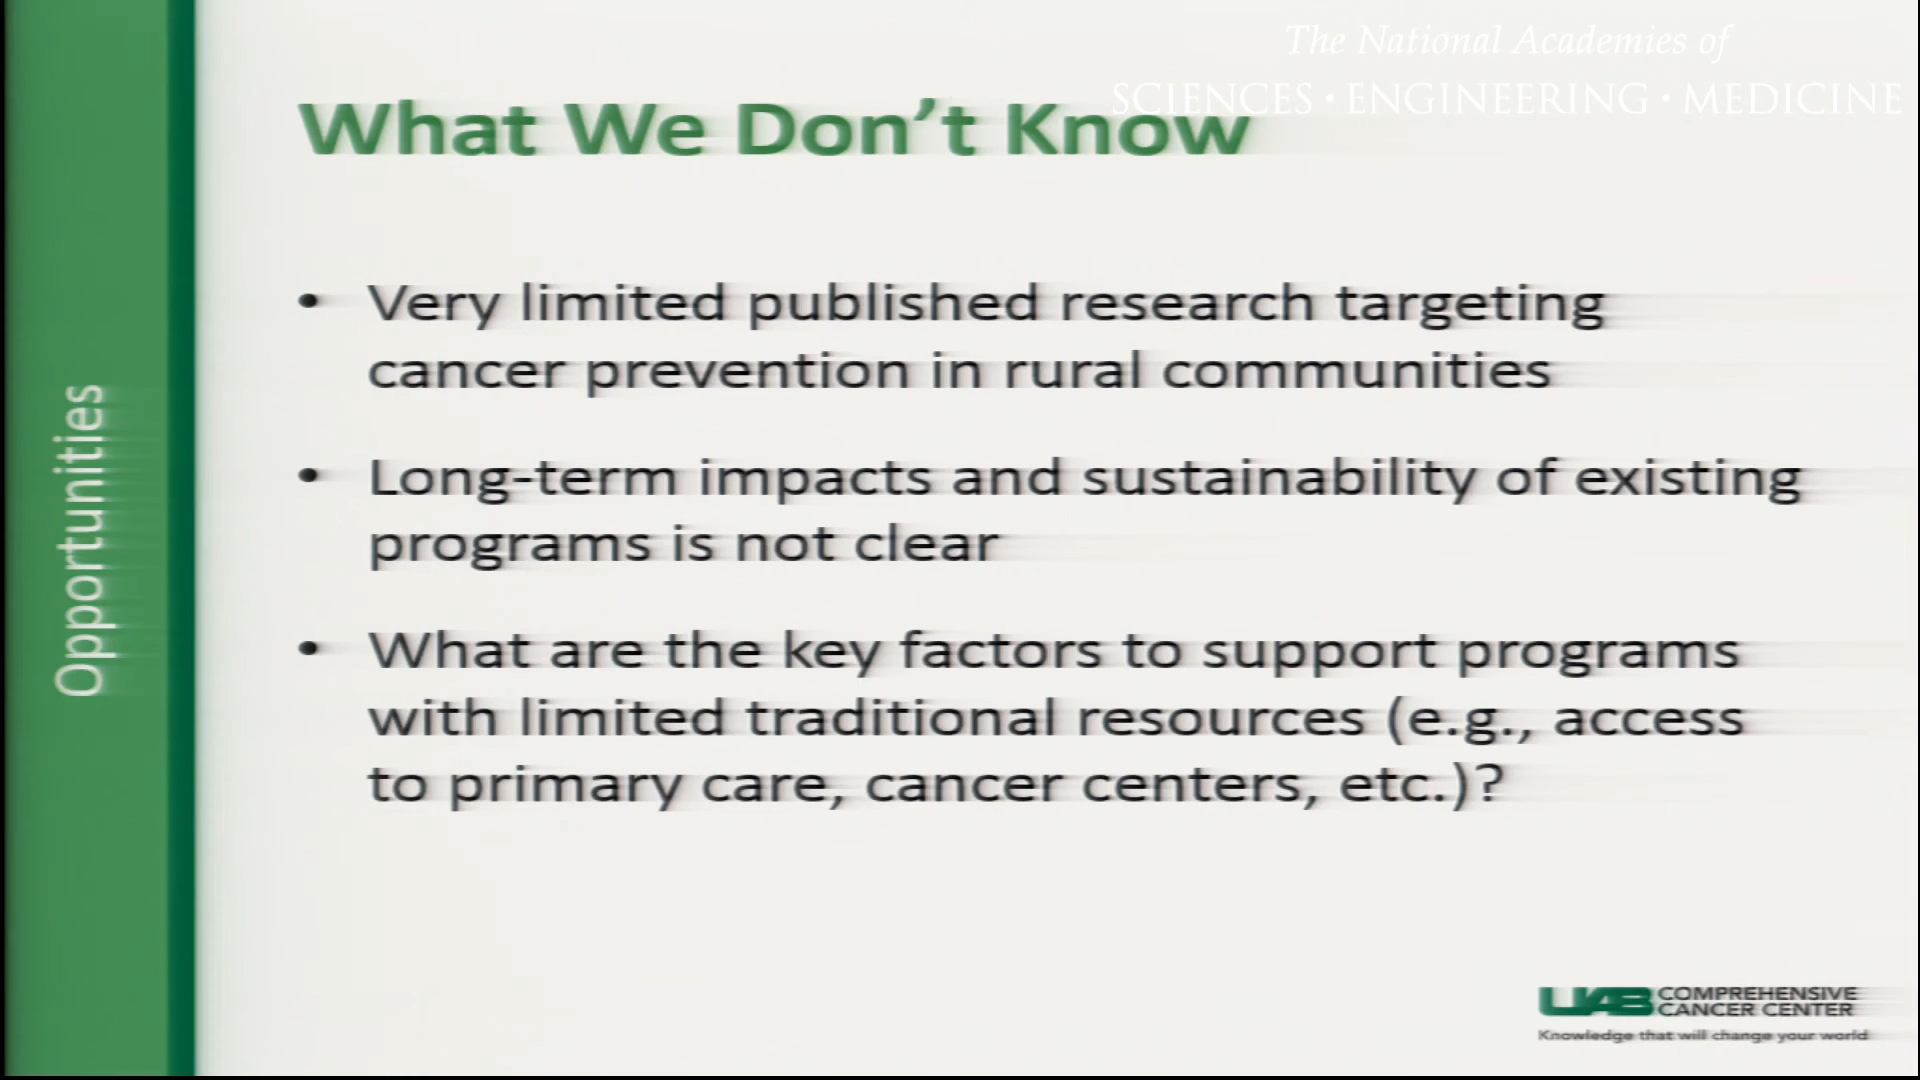 The National Academies of
SCIENCES • ENGINEERING • MEDICINE
What We Don't Know
• Very limited published research targeting
cancer prevention in rural communities
• Long-term impacts and sustainability of existing
programs is not clear
• What are the key factors to support programs
with limited traditional resources (e.g., access
to primary care, cancer centers, etc.)?
Opportunities
UAB COMPREHENSIVE
CANCER CENTER
Knowledge that will change your world